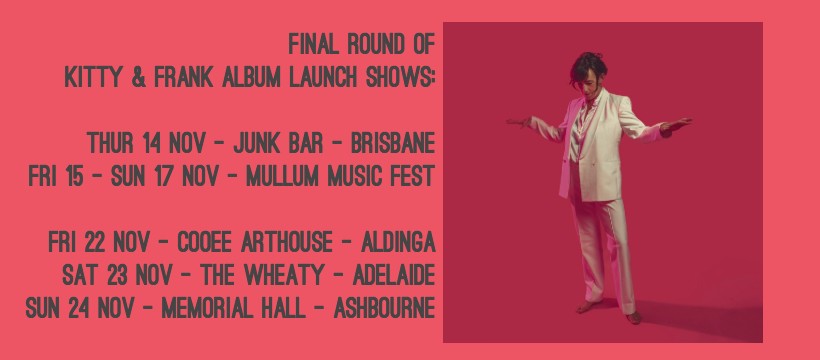 FINAL ROUND OF
KITTY & FRANK ALBUM LAUNCH SHOWS:
THUR 14 NOV - JUNK BAR - BRISBANE
FRI 15 - SUN 17 NOV - MULLUM MUSIC FEST
FRI 22 NOV - COOEE ARTHOUSE - ALDINGA
SAT 23 NOV - THE WHEATY - ADELAIDE
SUN 24 NOV - MEMORIAL HALL - ASHBOURNE